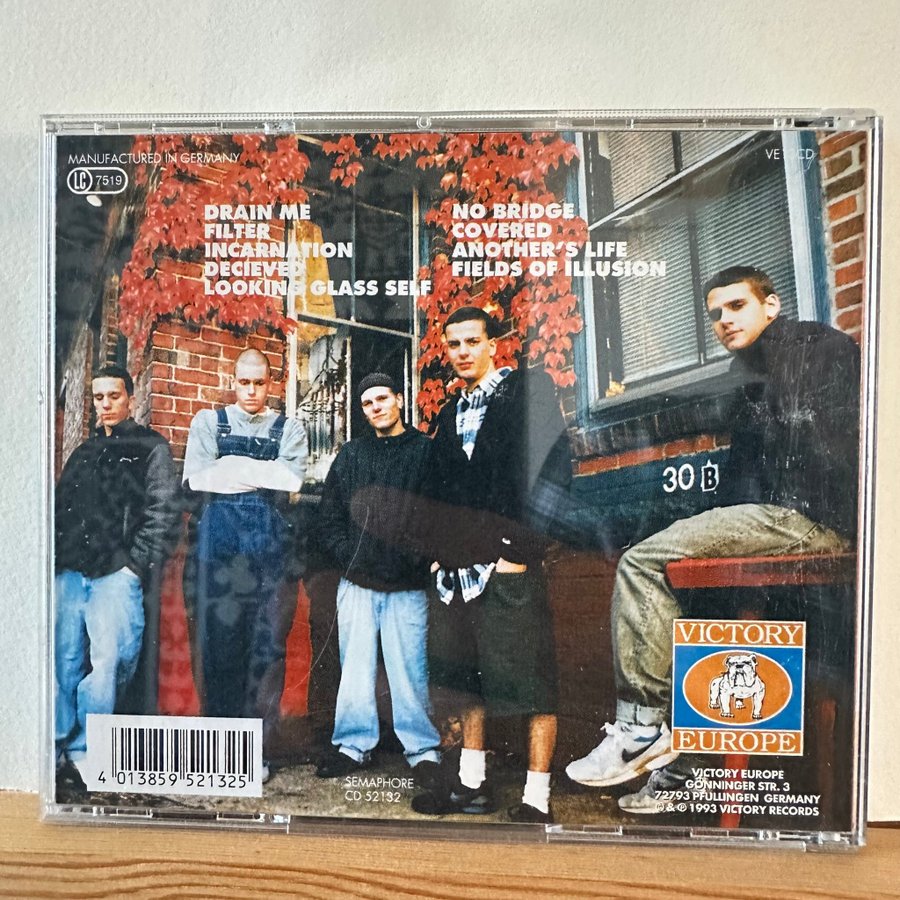 MANUFACTURED IN GERMANY
LC 7519
DRAIN ME
FILTER
INCARNATION
DECIEVED
LOOKING GLASS SELF
NO BRIDGE
COVERED
ANOTHER'S LIFE
FIELDS OF ILLUSION
30 B
VICTORY
EUROPE
4 013859 521325
SEMAPHORE
CD 52132
VICTORY EUROPE
GÖNNINGER STR. 3
72793 PFULLINGEN GERMANY
© & ℗ 1993 VICTORY RECORDS